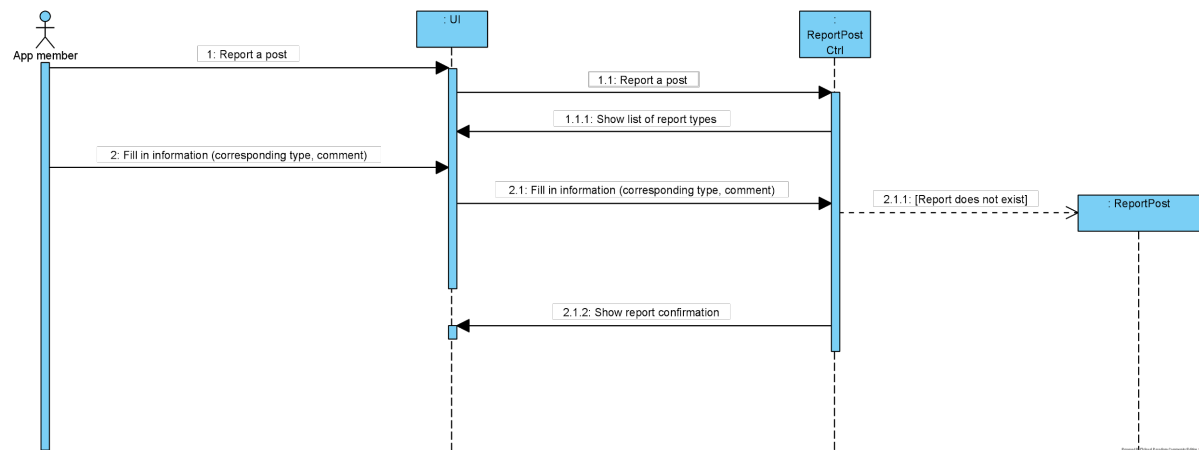 : UI
:
ReportPost
Ctrl
App member
1: Report a post
1.1: Report a post
1.1.1: Show list of report types
2: Fill in information (corresponding type, comment)
2.1: Fill in information (corresponding type, comment)
2.1.1: [Report does not exist]
: ReportPost
2.1.2: Show report confirmation